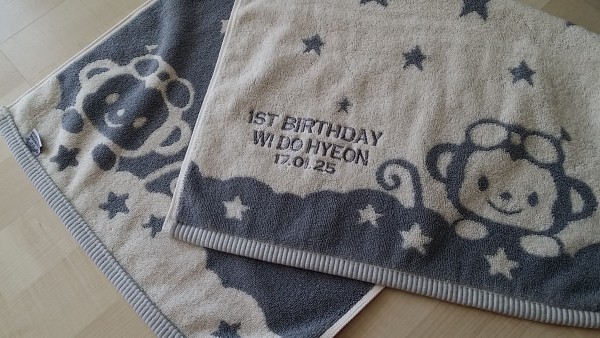 1ST BIRTHDAY
WI DO HYEON
17.01.25